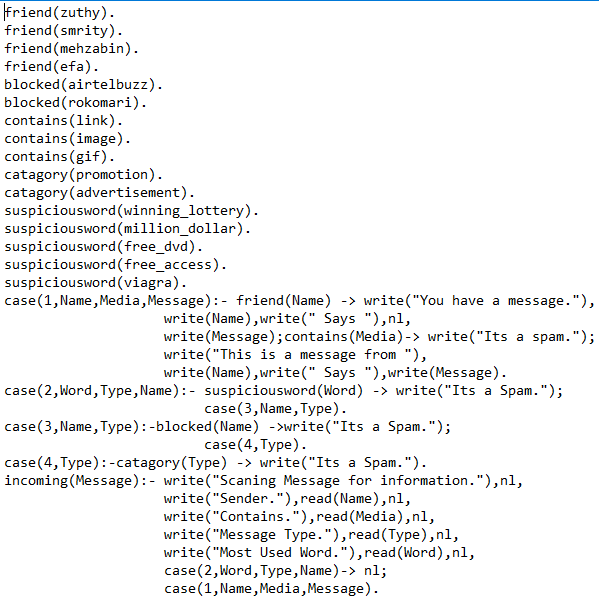 friend(zuthy).
friend(smrity).
friend(mehzabin).
friend(efa).
blocked(airtelbuzz).
blocked(rokomari).
contains(link).
contains(image).
contains(gif).
catagory(promotion).
catagory(advertisement).
suspiciousword(winning_lottery).
suspiciousword(million_dollar).
suspiciousword(free_dvd).
suspiciousword(free_access).
suspiciousword(viagra).
case(1,Name,Media,Message):- friend(Name) -> write("You have a message."),
write(Name),write(" Says "),nl,
write(Message);contains(Media)-> write("Its a spam.");
write("This is a message from "),
write(Name),write(" Says "),write(Message).
case(2,Word,Type,Name):- suspiciousword(Word) -> write("Its a Spam.");
case(3,Name,Type).
case(3,Name,Type):-blocked(Name) ->write("Its a Spam.");
case(4,Type).
case(4,Type):-catagory(Type) -> write("Its a Spam.").
incoming(Message):- write("Scaning Message for information."),nl,
write("Sender."),read(Name),nl,
write("Contains."),read(Media),nl,
write("Message Type."),read(Type),nl,
write("Most Used Word."),read(Word),nl,
case(2,Word,Type,Name)-> nl;
case(1,Name,Media,Message).